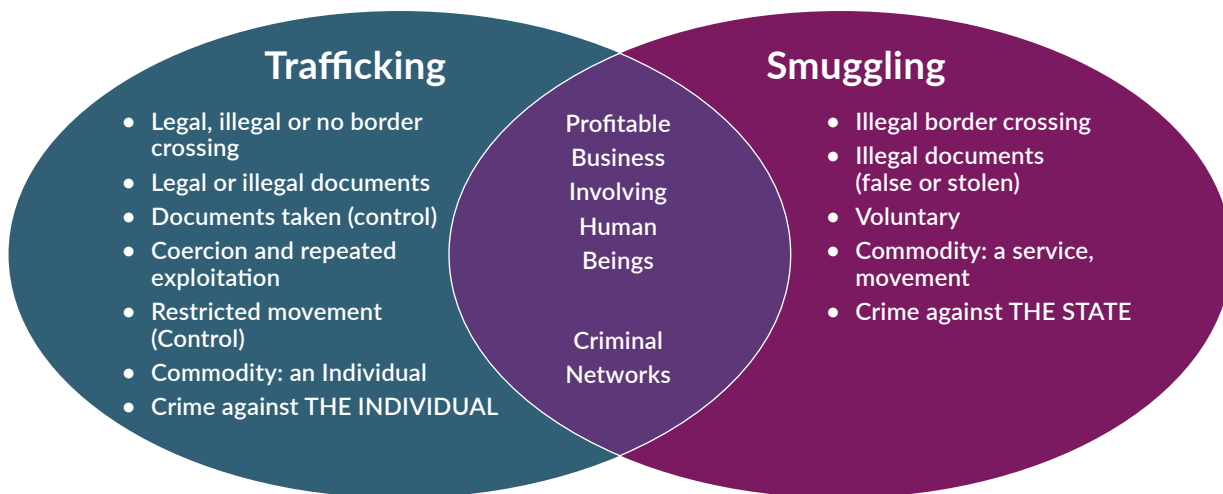 Trafficking
• Legal, illegal or no border
crossing
• Legal or illegal documents
• Documents taken (control)
• Coercion and repeated
exploitation
• Restricted movement
(Control)
• Commodity: an Individual
• Crime against THE INDIVIDUAL
Profitable
Business
Involving
Human
Beings
Criminal
Networks
Smuggling
• Illegal border crossing
• Illegal documents
(false or stolen)
• Voluntary
• Commodity: a service,
movement
• Crime against THE STATE